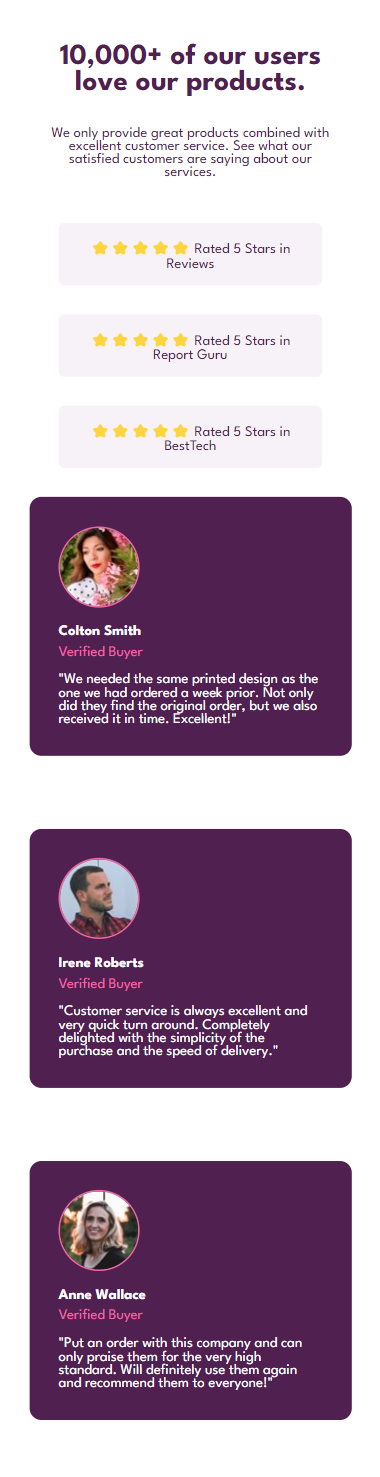 10,000+ of our users
love our products.
We only provide great products combined with
excellent customer service. See what our
satisfied customers are saying about our
services.
Rated 5 Stars in
Reviews
Rated 5 Stars in
Report Guru
Rated 5 Stars in
BestTech
Colton Smith
Verified Buyer
"We needed the same printed design as the
one we had ordered a week prior. Not only
did they find the original order, but we also
received it in time. Excellent!"
Irene Roberts
Verified Buyer
"Customer service is always excellent and
very quick turn around. Completely
delighted with the simplicity of the
purchase and the speed of delivery."
Anne Wallace
Verified Buyer
"Put an order with this company and can
only praise them for the very high
standard. Will definitely use them again
and recommend them to everyone!"